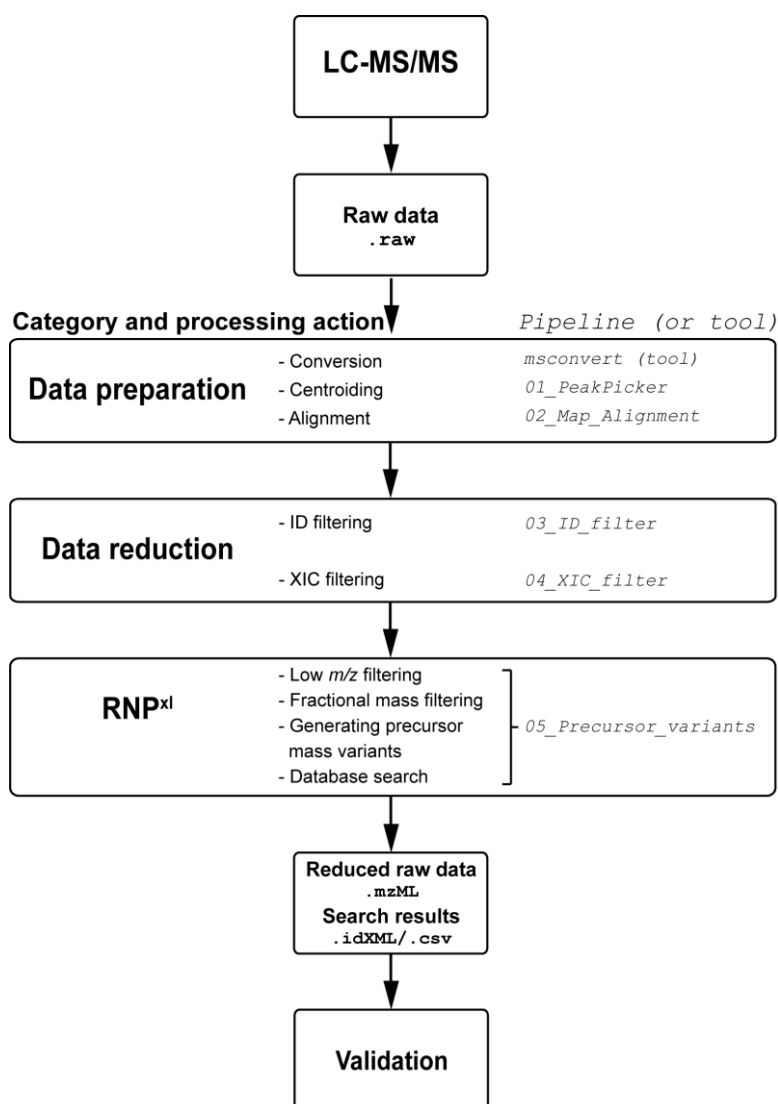 LC-MS/MS
Raw data
.raw
Category and processing action Pipeline (or tool)
Data preparation
- Conversion msconvert (tool)
- Centroiding 01_PeakPicker
- Alignment 02_Map_Alignment
Data reduction
- ID filtering 03_ID_filter
- XIC filtering 04_XIC_filter
RNPxl
- Low m/z filtering
- Fractional mass filtering
- Generating precursor
mass variants
- Database search
05_Precursor_variants
Reduced raw data
.mzML
Search results
.idXML/.csv
Validation